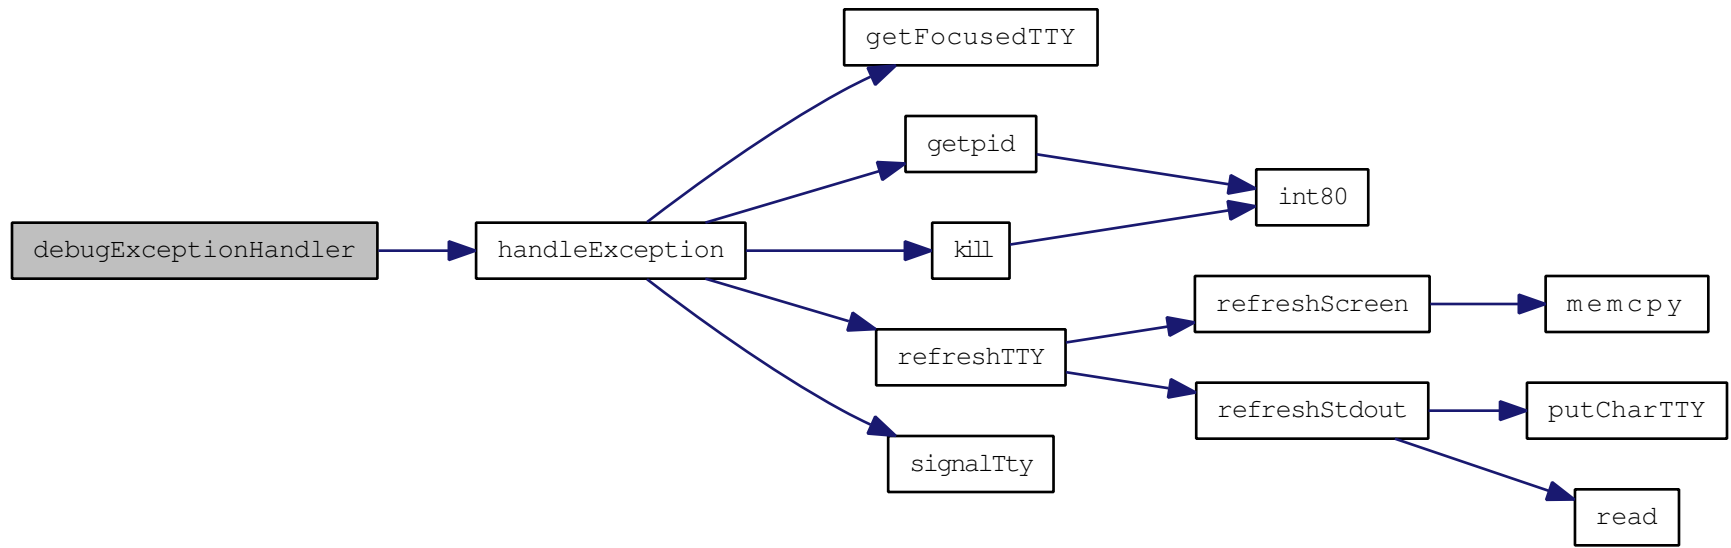 getFocusedTTY
getpid
int80
debugExceptionHandler
handleException
kill
refreshScreen
memcpy
refreshTTY
refreshStdout
putCharTTY
signalTty
read